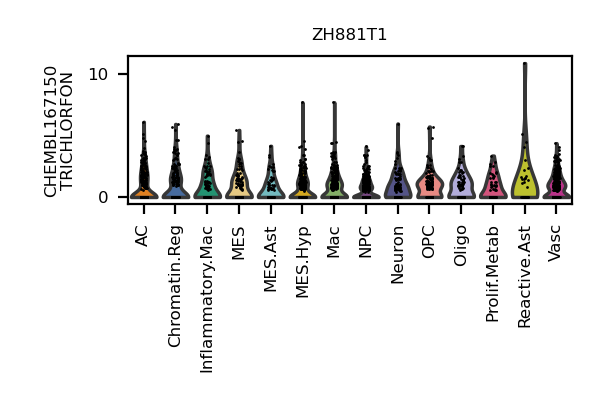 ZH881T1
CHEMBL167150
TRICHLORFON
10
0
AC
Chromatin.Reg
Inflammatory.Mac
MES
MES.Ast
MES.Hyp
Mac
NPC
Neuron
OPC
Oligo
Prolif.Metab
Reactive.Ast
Vasc